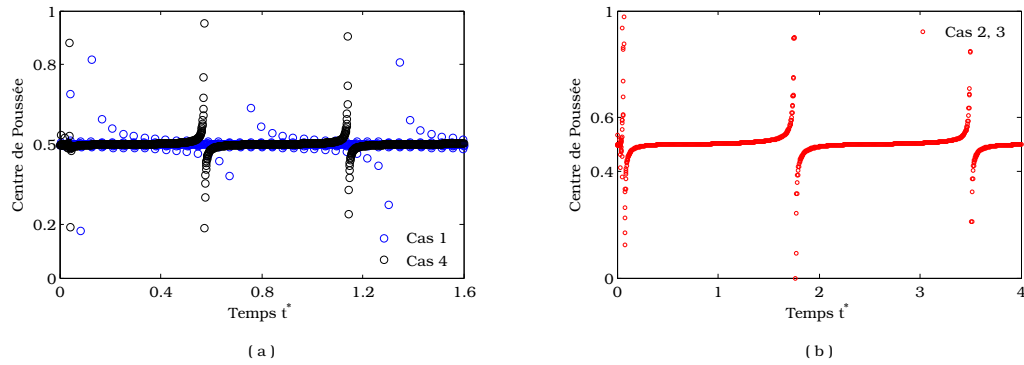 1
0.8
0.5
0.2
0
Centre de Poussée
0
0.4
0.8
1.2
1.6
Temps t*
Cas 1
Cas 4
(a)
1
0.6
0.4
0
Centre de Poussée
0
1
2
3
4
Temps t*
Cas 2, 3
(b)